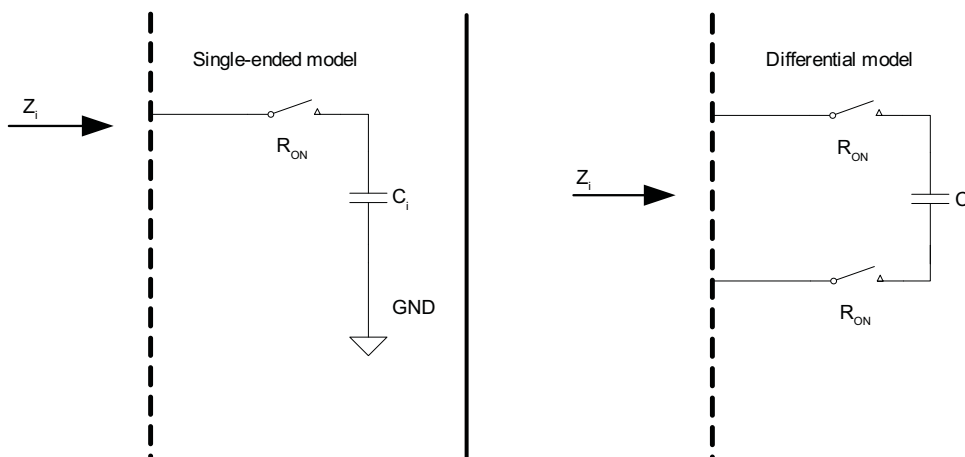 Single-ended model
Z_i
R_ON
C_i
GND
Differential model
R_ON
Z_i
C
R_ON